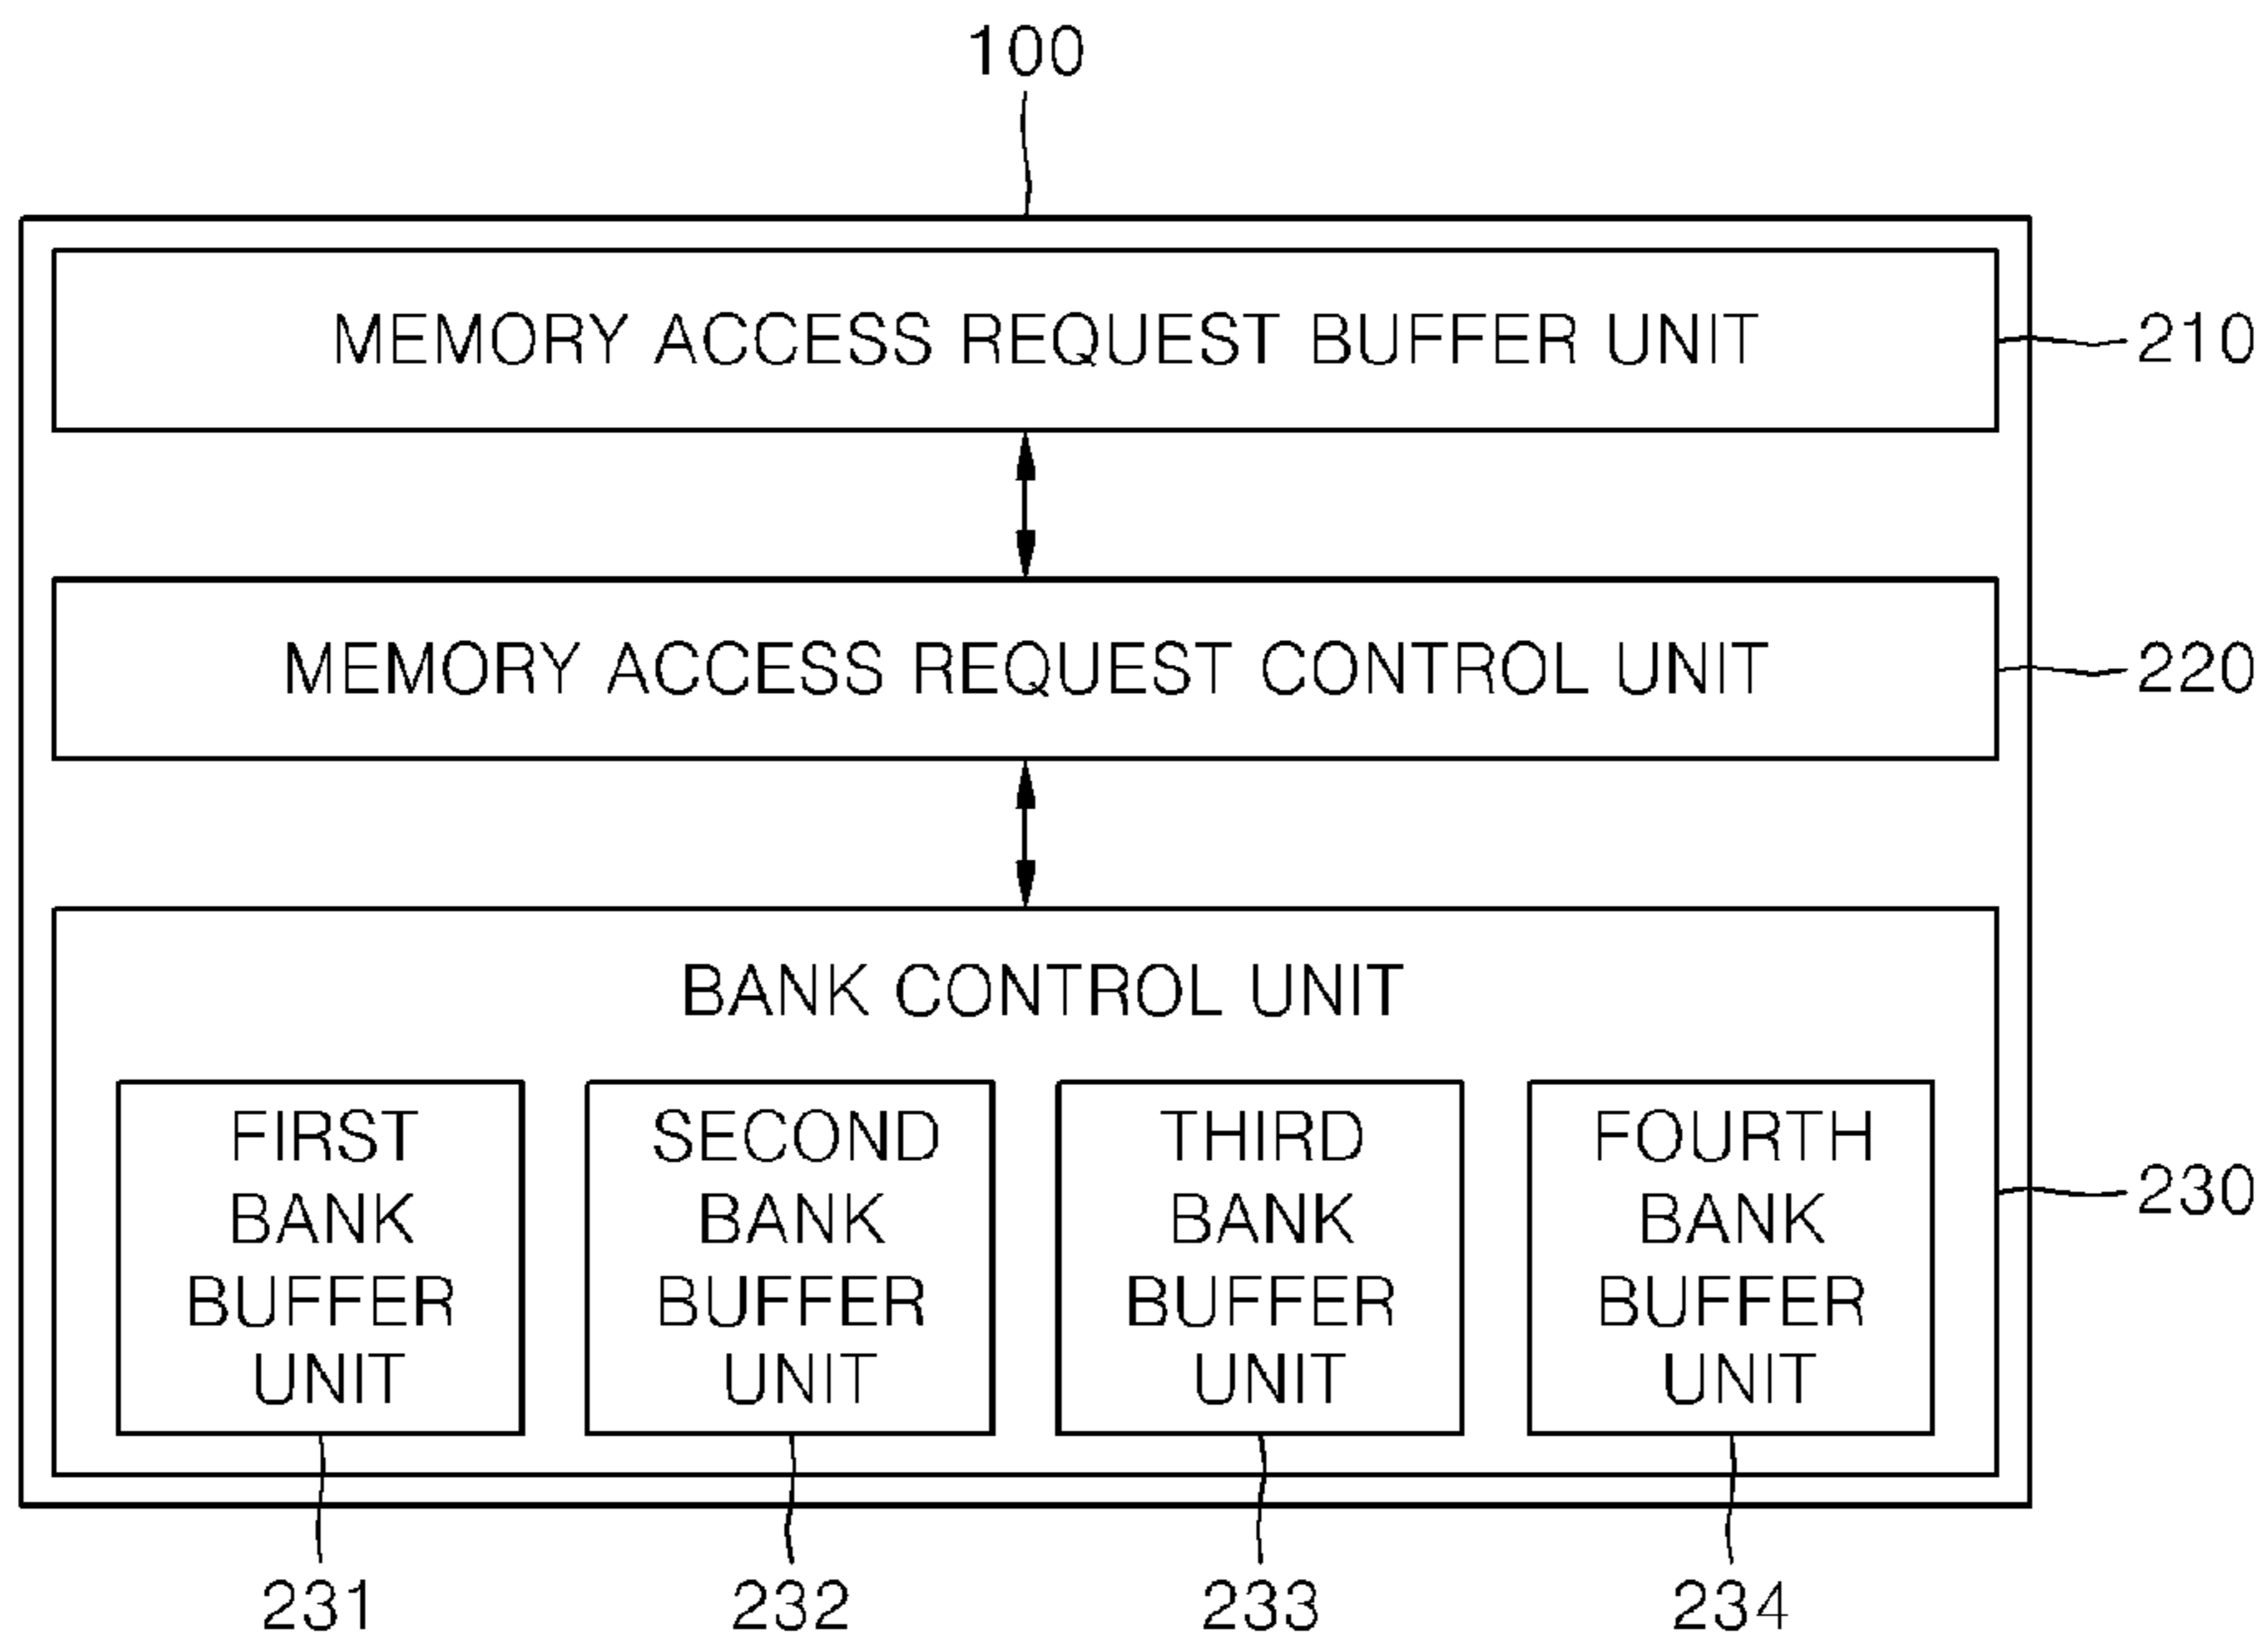 100
MEMORY ACCESS REQUEST BUFFER UNIT
210
MEMORY ACCESS REQUEST CONTROL UNIT
220
BANK CONTROL UNIT
FIRST
BANK
BUFFER
UNIT
SECOND
BANK
BUFFER
UNIT
THIRD
BANK
BUFFER
UNIT
FOURTH
BANK
BUFFER
UNIT
230
231
232
233
234